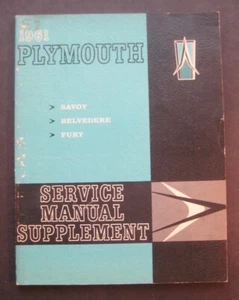 1961
PLYMOUTH
> SAVOY
> BELVEDERE
> FURY
SERVICE
MANUAL
SUPPLEMENT